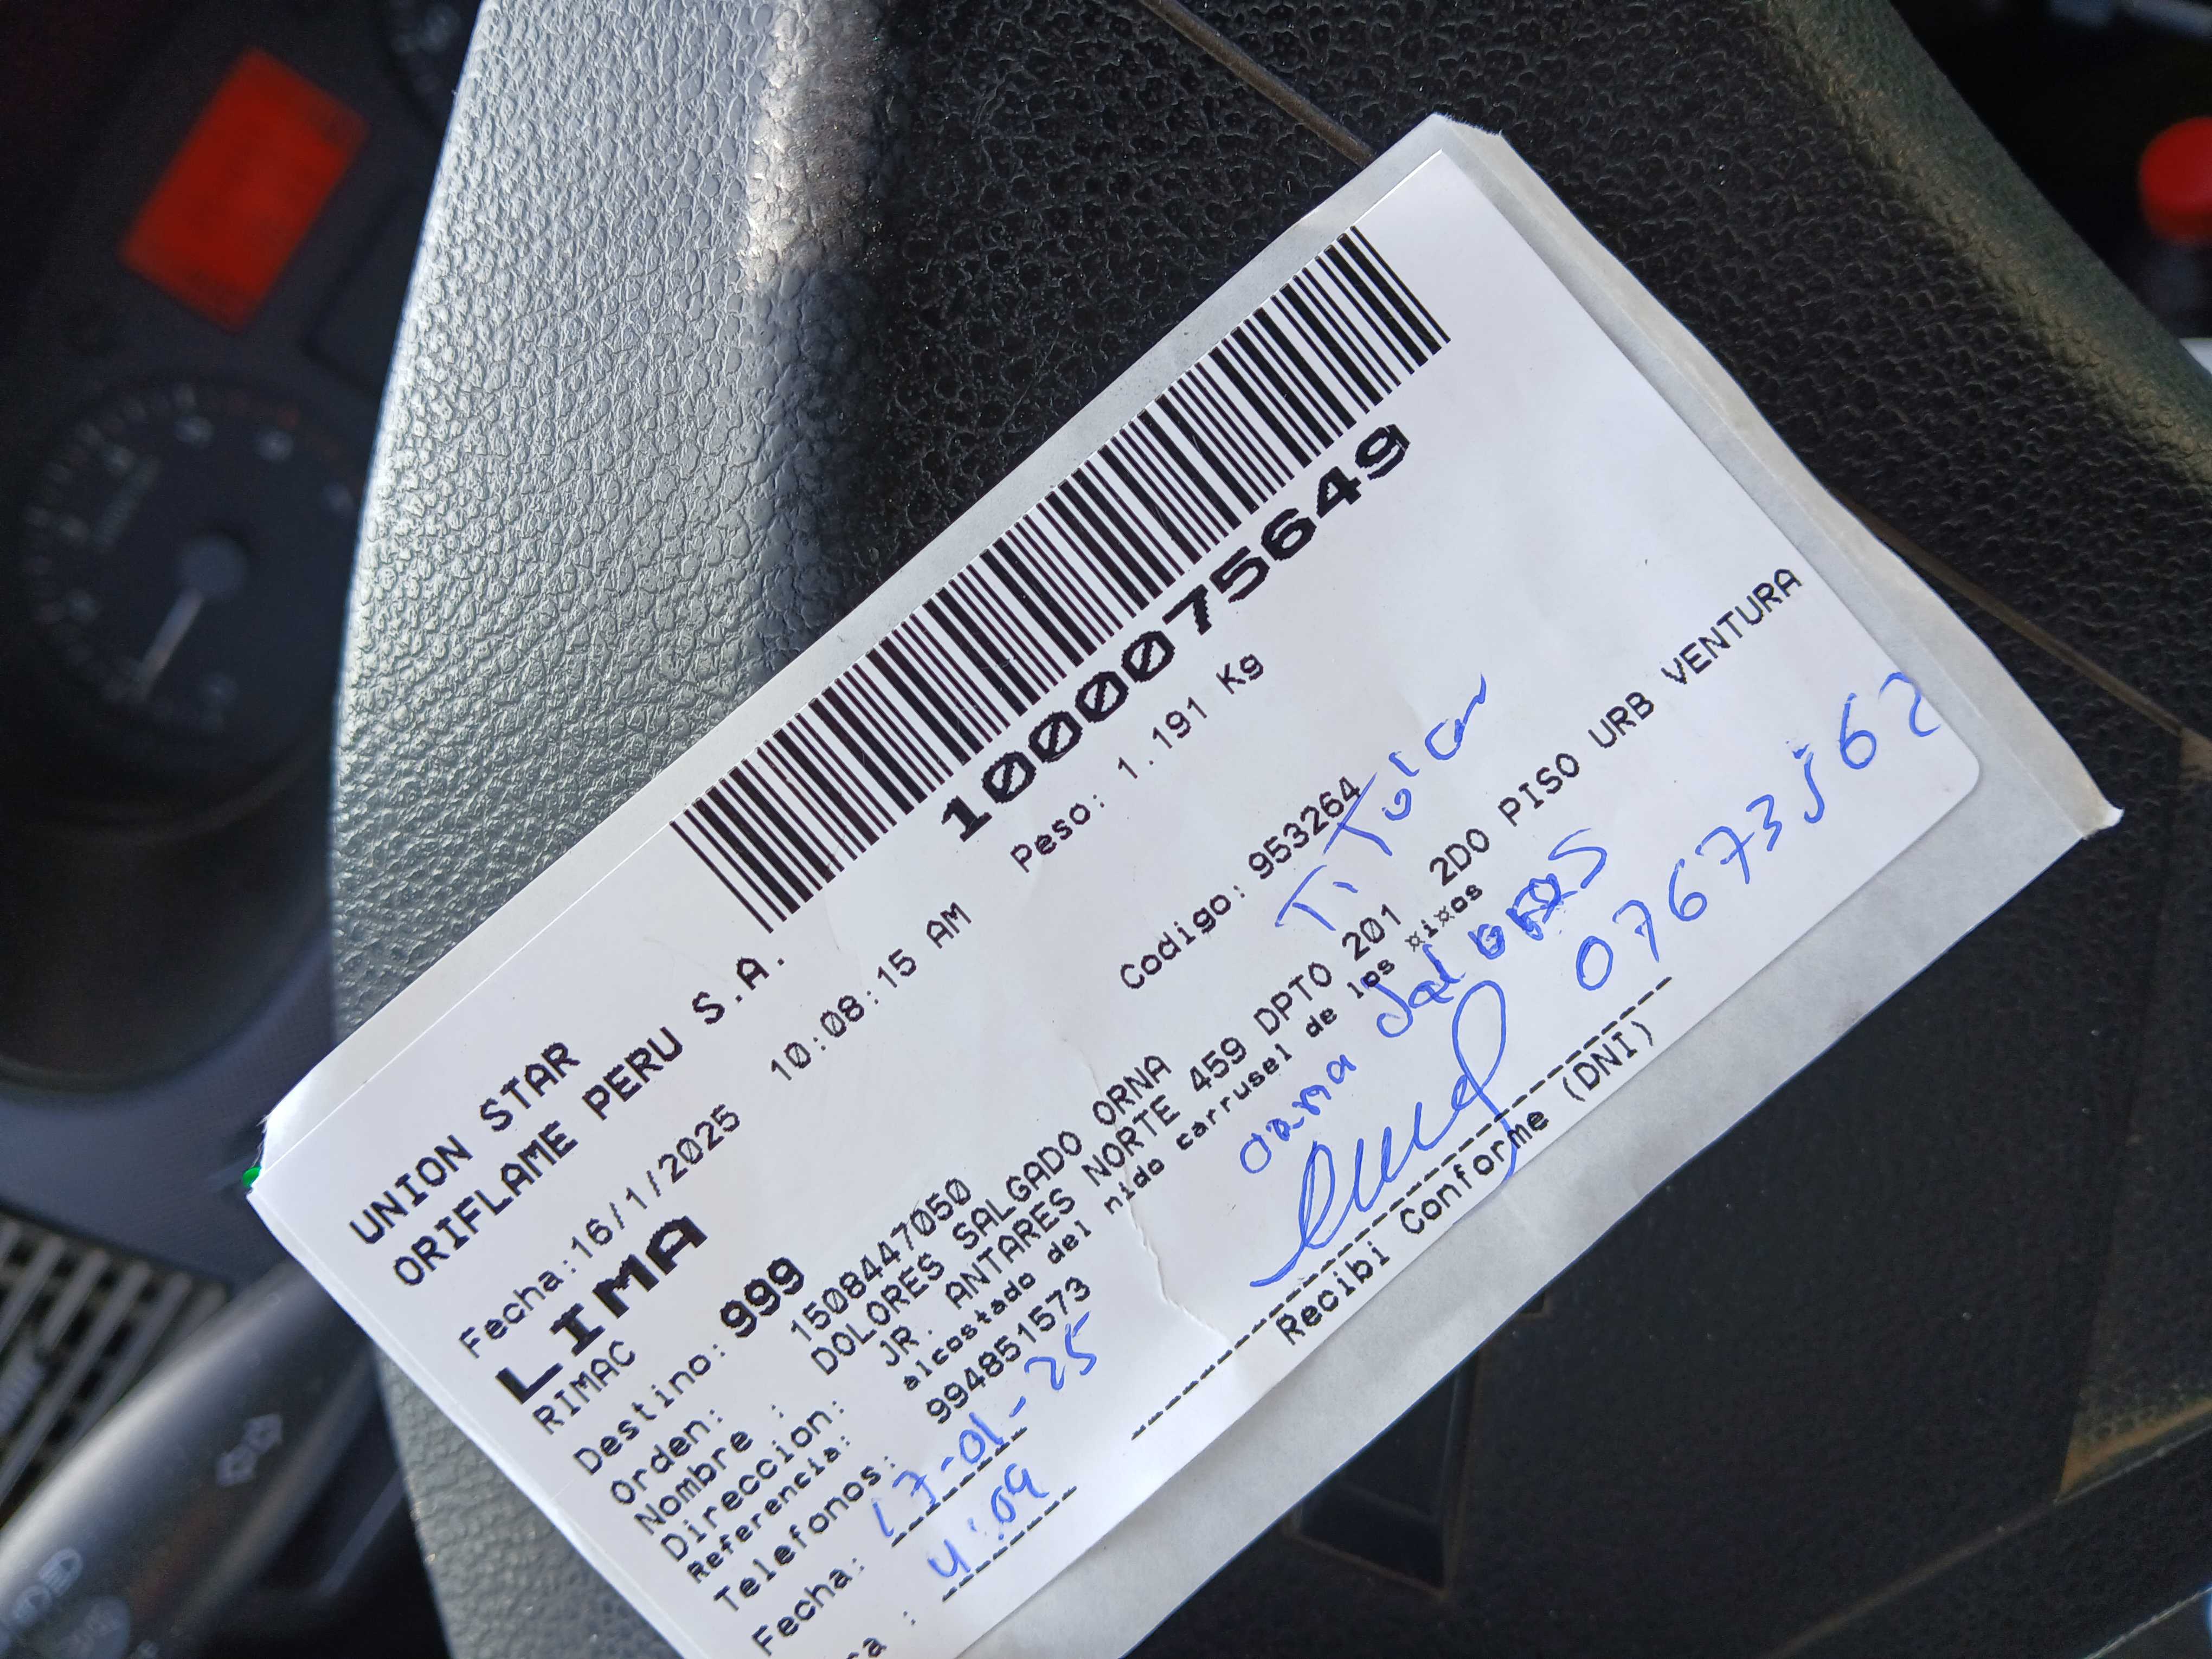 1000075649
UNION STAR
ORIFLAME PERU S.A.
Peso: 1.191 Kg
Fecha:16/1/2025 10:08:15 AM
LIMA
RIMAC
Codigo: 953264
Destino: 999
Titular
Orden: 15084447050
Nombre : DOLORES SALGADO ORNA
Direccion: JR. ANTARES NORTE 459 DPTO 201 2DO PISO URB VENTURA
Referencia: alcostado del nido carrusel de los ¤i¤os
Telefonos: 994851573
orna
07673562
Fecha: 17-01-25
4:09
Recibi Conforme (DNI)